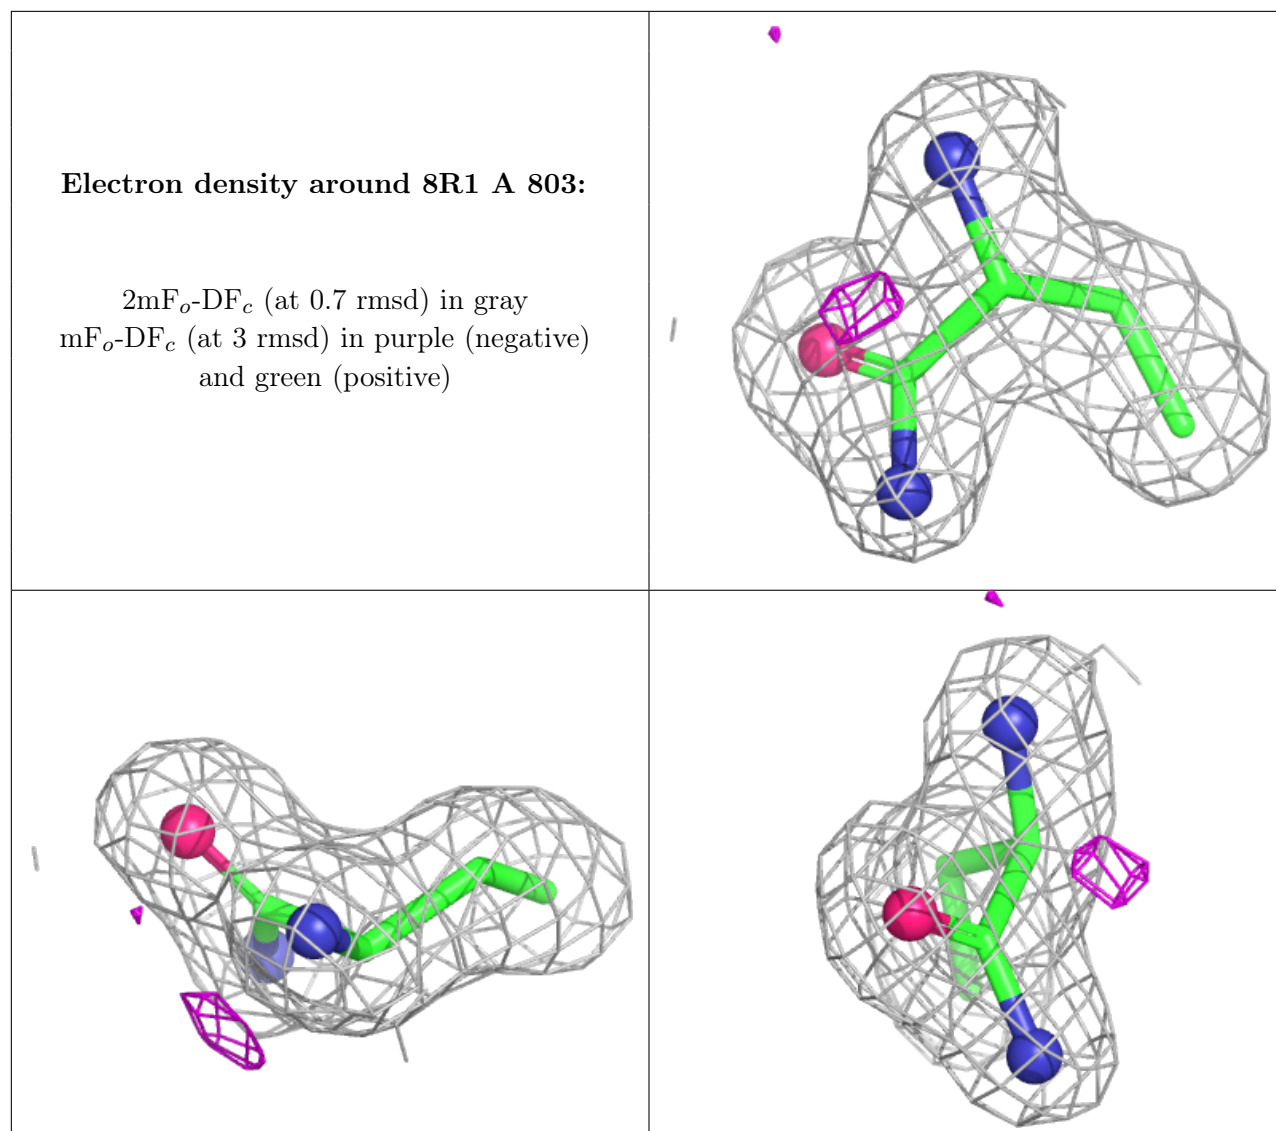 Electron density around 8R1 A 803:
2mFo-DFc (at 0.7 rmsd) in gray
mFo-DFc (at 3 rmsd) in purple (negative)
and green (positive)